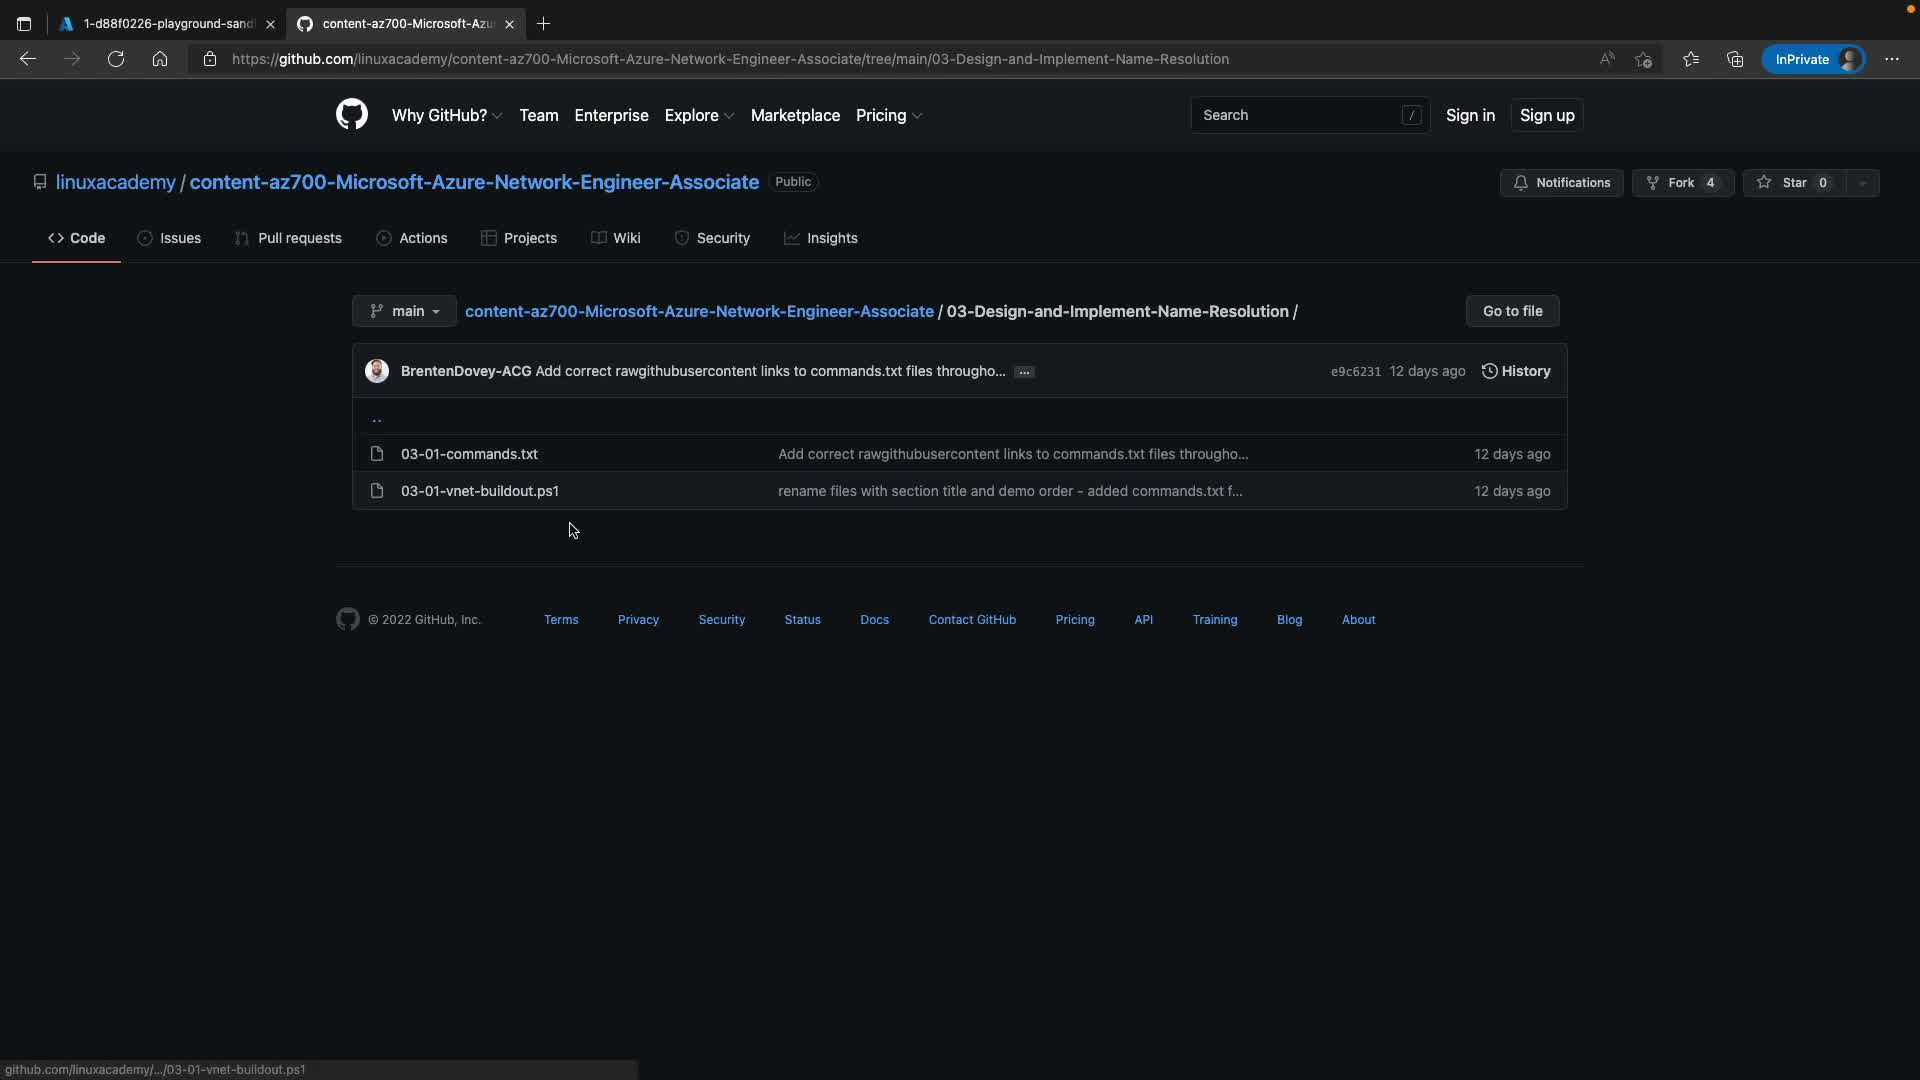 1-d88f0226-playground-sand
content-az700-Microsoft-Azu
https://github.com/linuxacademy/content-az700-Microsoft-Azure-Network-Engineer-Associate/tree/main/03-Design-and-Implement-Name-Resolution
InPrivate
Why GitHub? Team Enterprise Explore Marketplace Pricing
Search /
Sign in Sign up
linuxacademy / content-az700-Microsoft-Azure-Network-Engineer-Associate Public
Notifications Fork 4 Star 0
Code Issues Pull requests Actions Projects Wiki Security Insights
main content-az700-Microsoft-Azure-Network-Engineer-Associate / 03-Design-and-Implement-Name-Resolution / Go to file
BrentenDovey-ACG Add correct rawgithubusercontent links to commands.txt files througho... ... e9c6231 12 days ago History
..
03-01-commands.txt Add correct rawgithubusercontent links to commands.txt files througho... 12 days ago
03-01-vnet-buildout.ps1 rename files with section title and demo order - added commands.txt f... 12 days ago
© 2022 GitHub, Inc. Terms Privacy Security Status Docs Contact GitHub Pricing API Training Blog About
github.com/linuxacademy/.../03-01-vnet-buildout.ps1